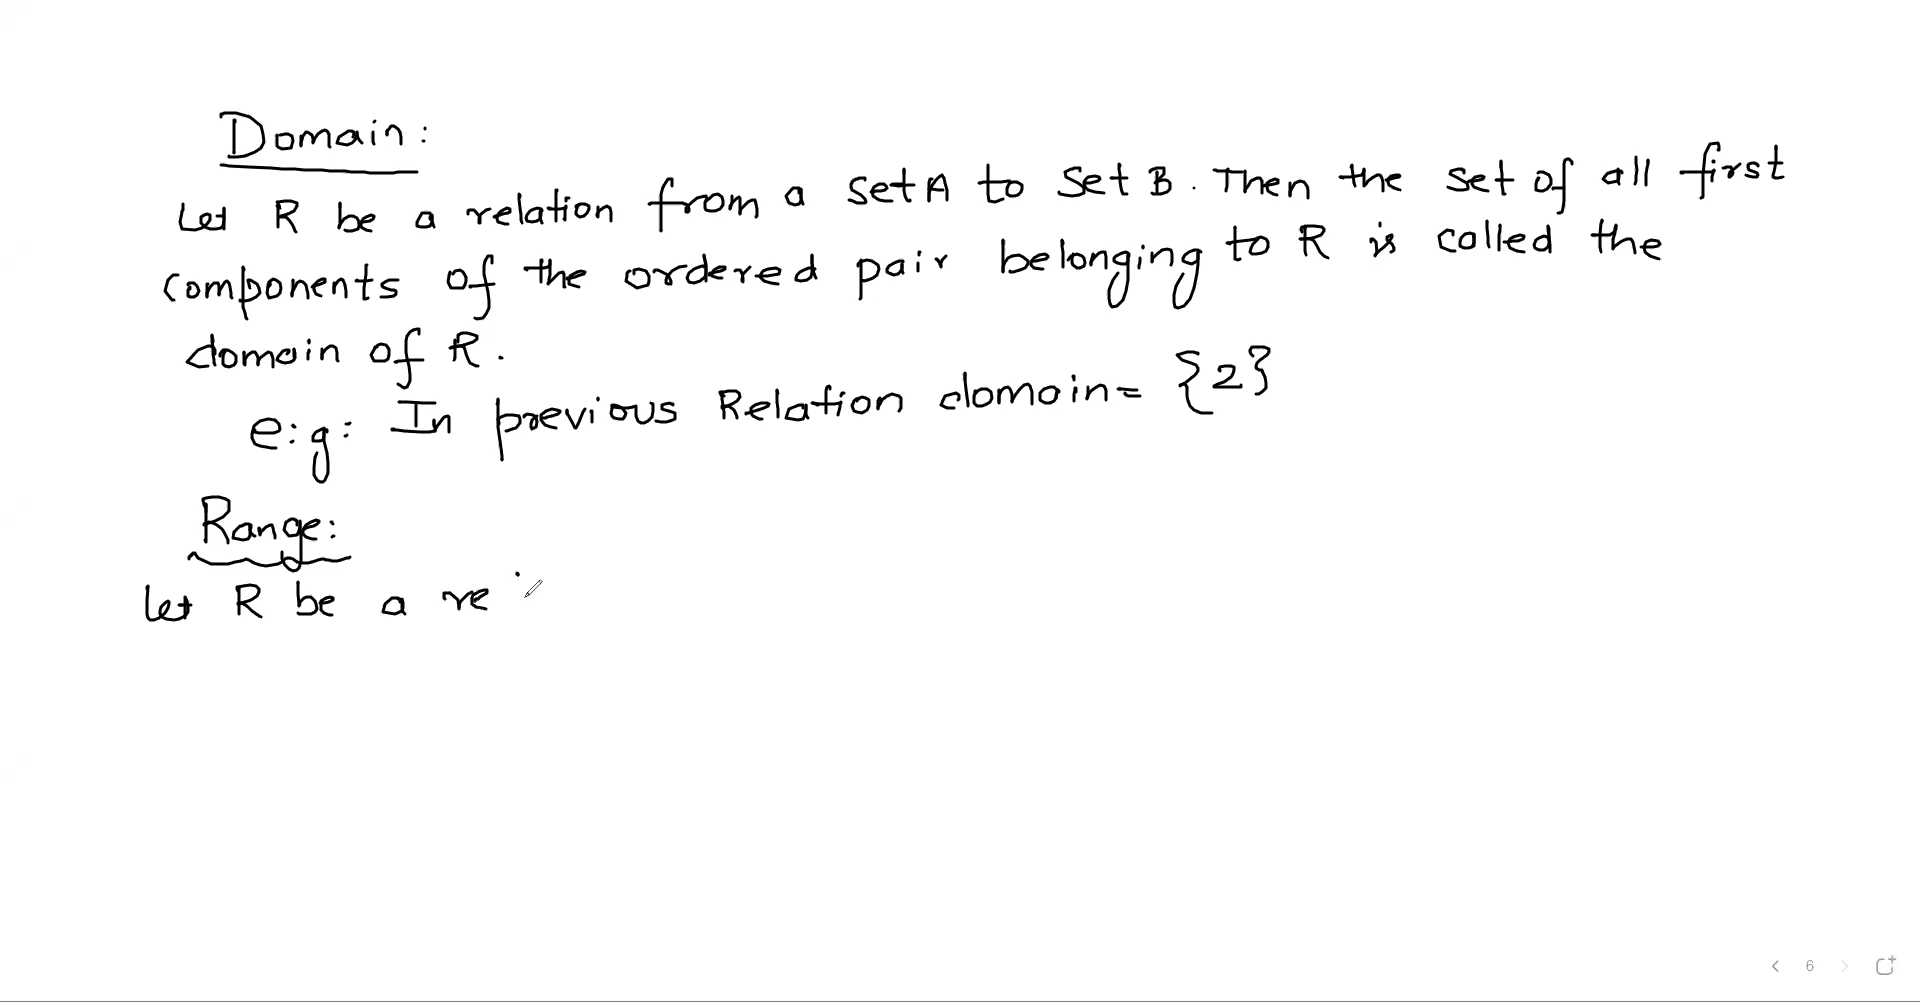 Domain:
Let R be a relation from a set A to set B. Then the set of all first
components of the ordered pair belonging to R is called the
domain of R.
e:g: In previous Relation domain= {2}
Range:
let R be a re
6